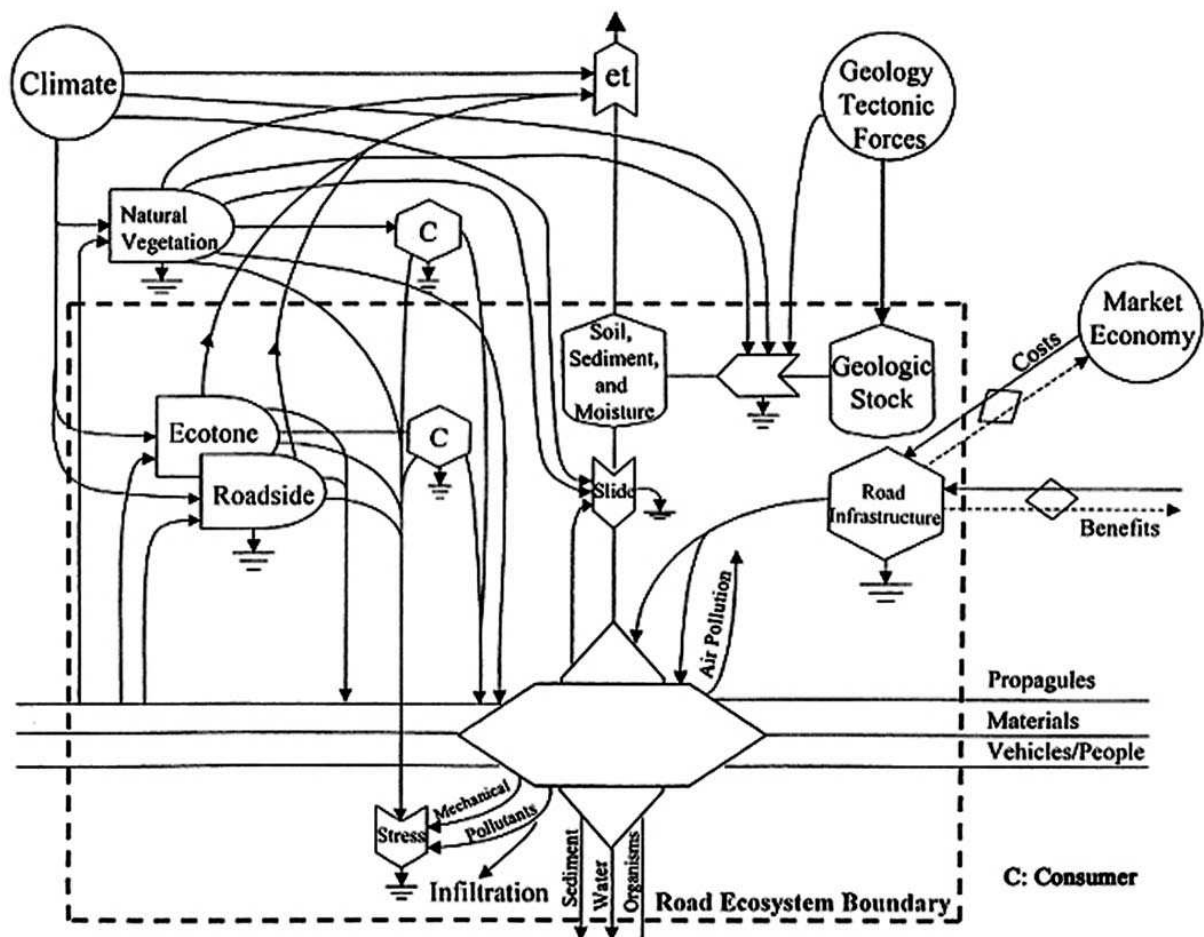 Climate
et
Geology
Tectonic
Forces
Natural
Vegetation
C
Market
Economy
Costs
Soil,
Sediment,
and
Moisture
Geologic
Stock
Ecotone
C
Roadside
Slide
Road
Infrastructure
Benefits
Air Pollution
Propagules
Materials
Vehicles/People
Mechanical
Pollutants
Stress
Infiltration
Sediment
Water
Organisms
C: Consumer
Road Ecosystem Boundary